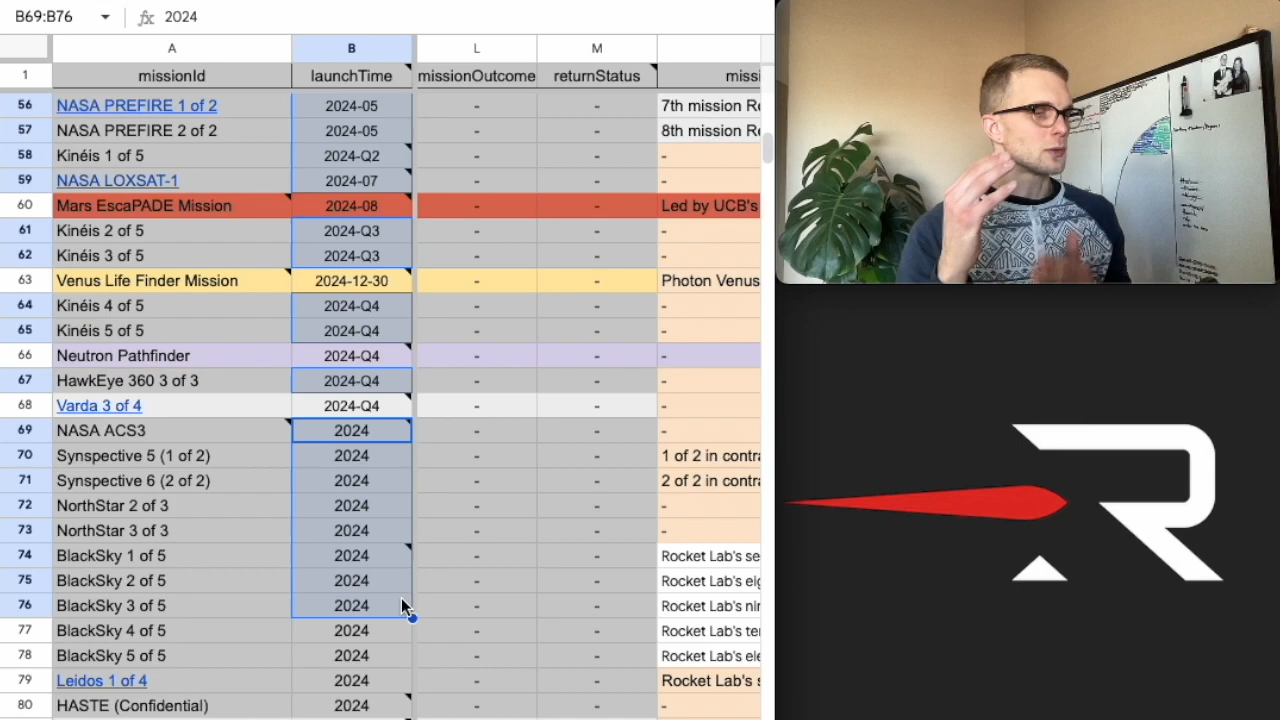 B69:B76 fx 2024
A B L M
1 missionId launchTime missionOutcome returnStatus missi
56 NASA PREFIRE 1 of 2 2024-05 - - 7th mission Re
57 NASA PREFIRE 2 of 2 2024-05 - - 8th mission Ro
58 Kinéis 1 of 5 2024-Q2 - - -
59 NASA LOXSAT-1 2024-07 - - -
60 Mars EscaPADE Mission 2024-08 - - Led by UCB's
61 Kinéis 2 of 5 2024-Q3 - - -
62 Kinéis 3 of 5 2024-Q3 - - -
63 Venus Life Finder Mission 2024-12-30 - - Photon Venus
64 Kinéis 4 of 5 2024-Q4 - - -
65 Kinéis 5 of 5 2024-Q4 - - -
66 Neutron Pathfinder 2024-Q4 - - -
67 HawkEye 360 3 of 3 2024-Q4 - - -
68 Varda 3 of 4 2024-Q4 - - -
69 NASA ACS3 2024 - - -
70 Synspective 5 (1 of 2) 2024 - - 1 of 2 in contra
71 Synspective 6 (2 of 2) 2024 - - 2 of 2 in contra
72 NorthStar 2 of 3 2024 - - -
73 NorthStar 3 of 3 2024 - - -
74 BlackSky 1 of 5 2024 - - Rocket Lab's se
75 BlackSky 2 of 5 2024 - - Rocket Lab's eig
76 BlackSky 3 of 5 2024 - - Rocket Lab's nin
77 BlackSky 4 of 5 2024 - - Rocket Lab's ter
78 BlackSky 5 of 5 2024 - - Rocket Lab's ele
79 Leidos 1 of 4 2024 - - Rocket Lab's s
80 HASTE (Confidential) 2024 - - -
R